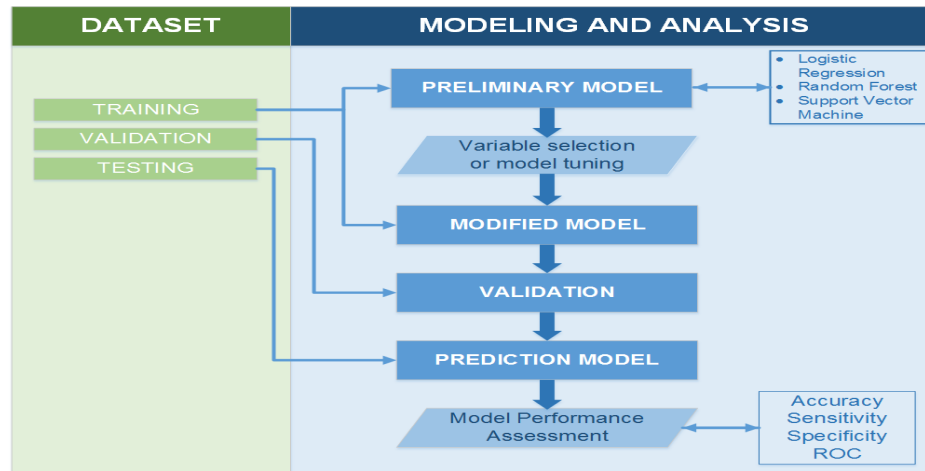 DATASET
MODELING AND ANALYSIS
TRAINING
VALIDATION
TESTING
PRELIMINARY MODEL
• Logistic
Regression
• Random Forest
• Support Vector
Machine
Variable selection
or model tuning
MODIFIED MODEL
VALIDATION
PREDICTION MODEL
Model Performance
Assessment
Accuracy
Sensitivity
Specificity
ROC